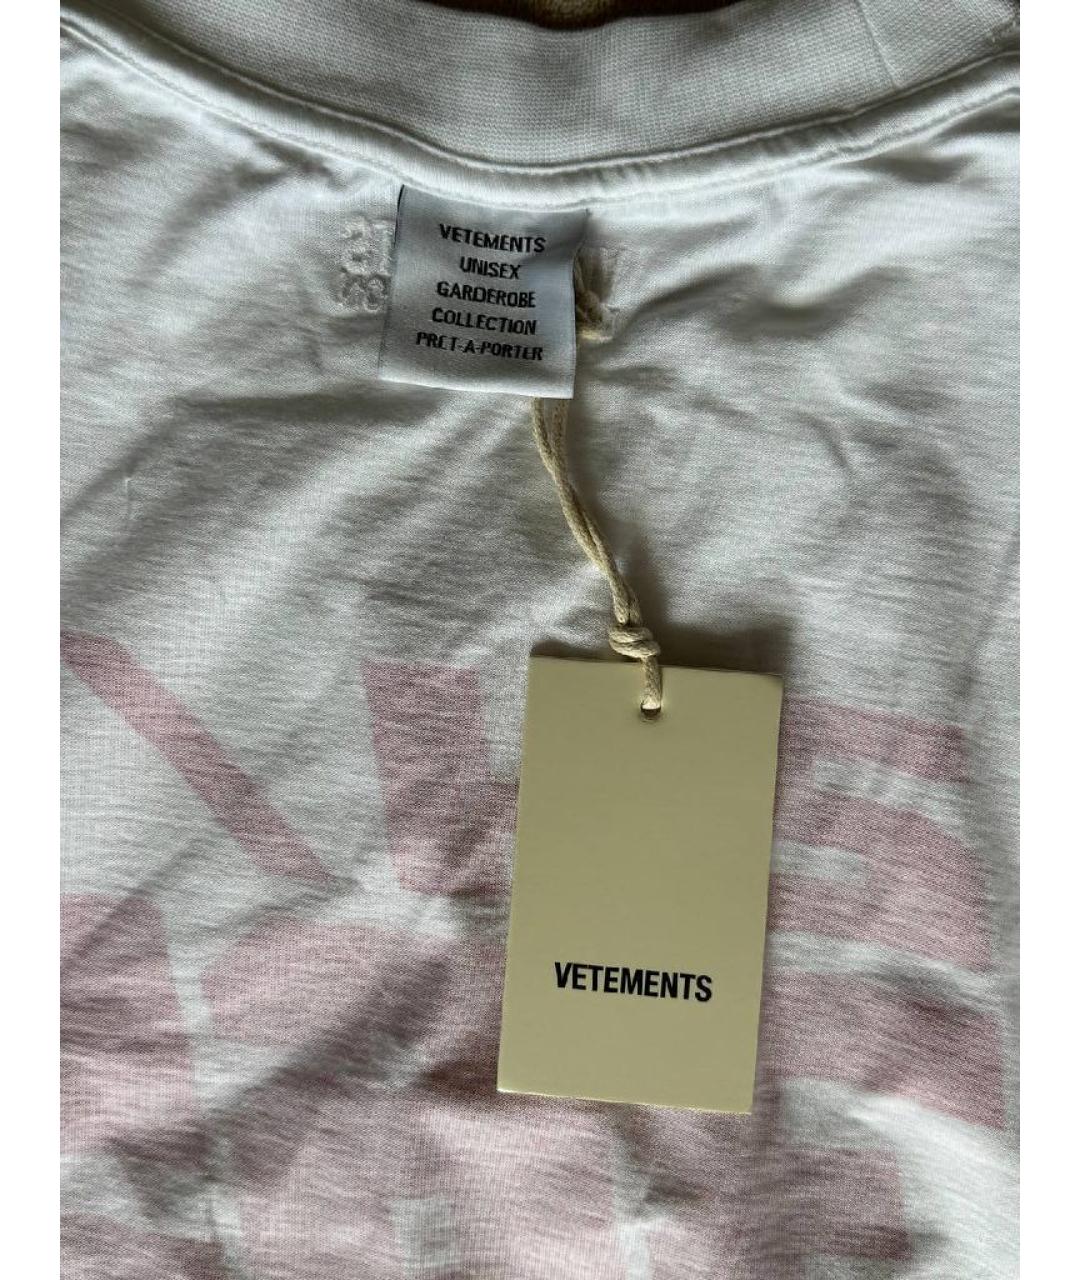 VETEMENTS
UNISEX
GARDEROBE
COLLECTION
PRET-A-PORTER
VETEMENTS